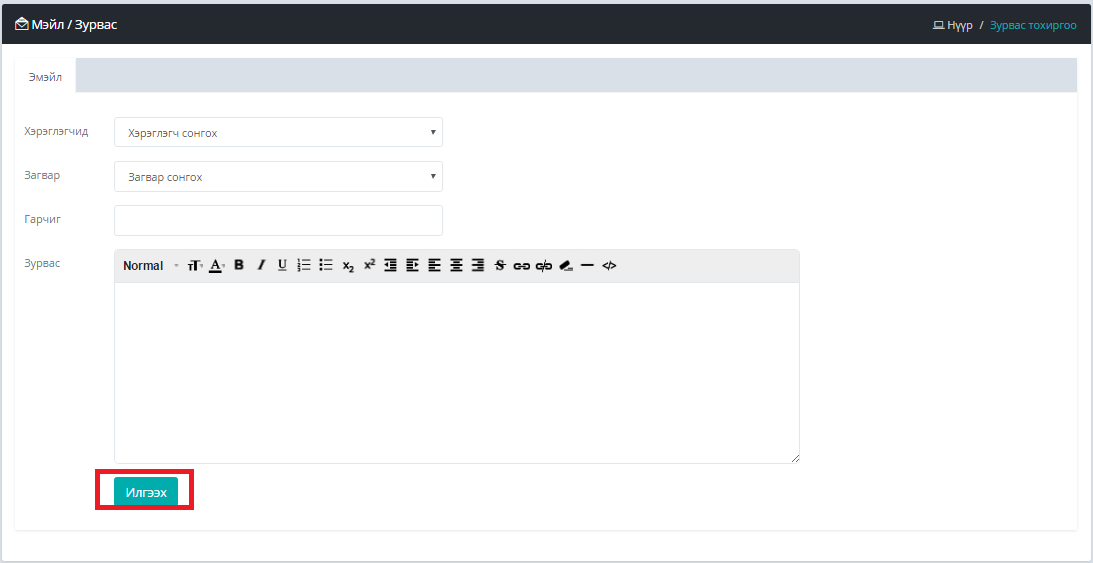 Мэйл / Зурвас
Нүүр / Зурвас тохиргоо
Эмэйл
Хэрэглэгчид
Хэрэглэгч сонгох
Загвар
Загвар сонгох
Гарчиг
Зурвас
Normal
Илгээх